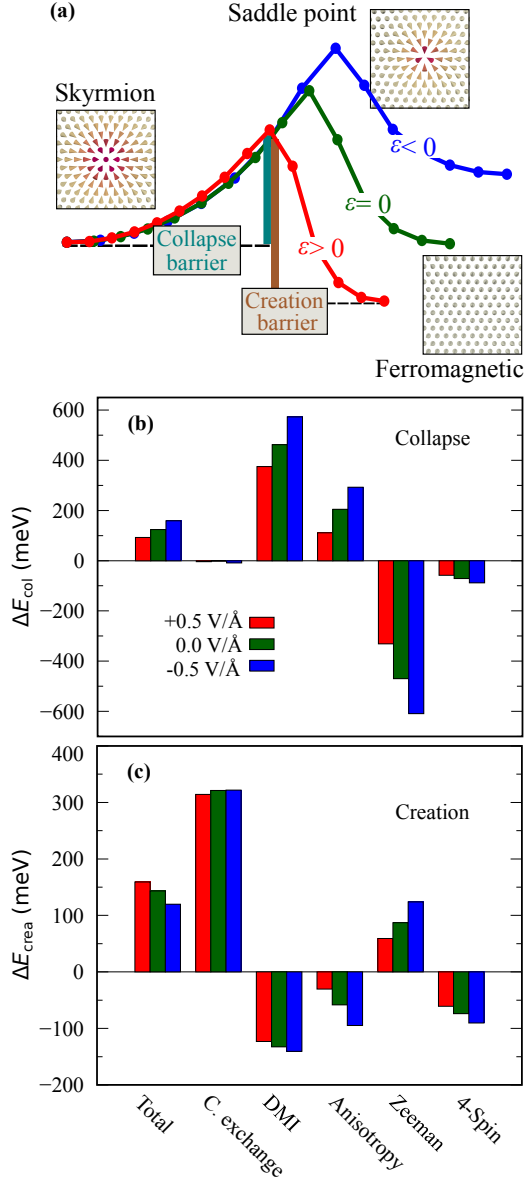 (a)
Saddle point
Skyrmion
ε< 0
ε= 0
ε> 0
Collapse
barrier
Creation
barrier
Ferromagnetic
(b)
Collapse
600
400
200
0
−200
−400
−600
ΔE_col (meV)
+0.5 V/Å
0.0 V/Å
-0.5 V/Å
(c)
Creation
400
300
200
100
0
−100
−200
ΔE_crea (meV)
Total
C. exchange
DMI
Anisotropy
Zeeman
4-Spin